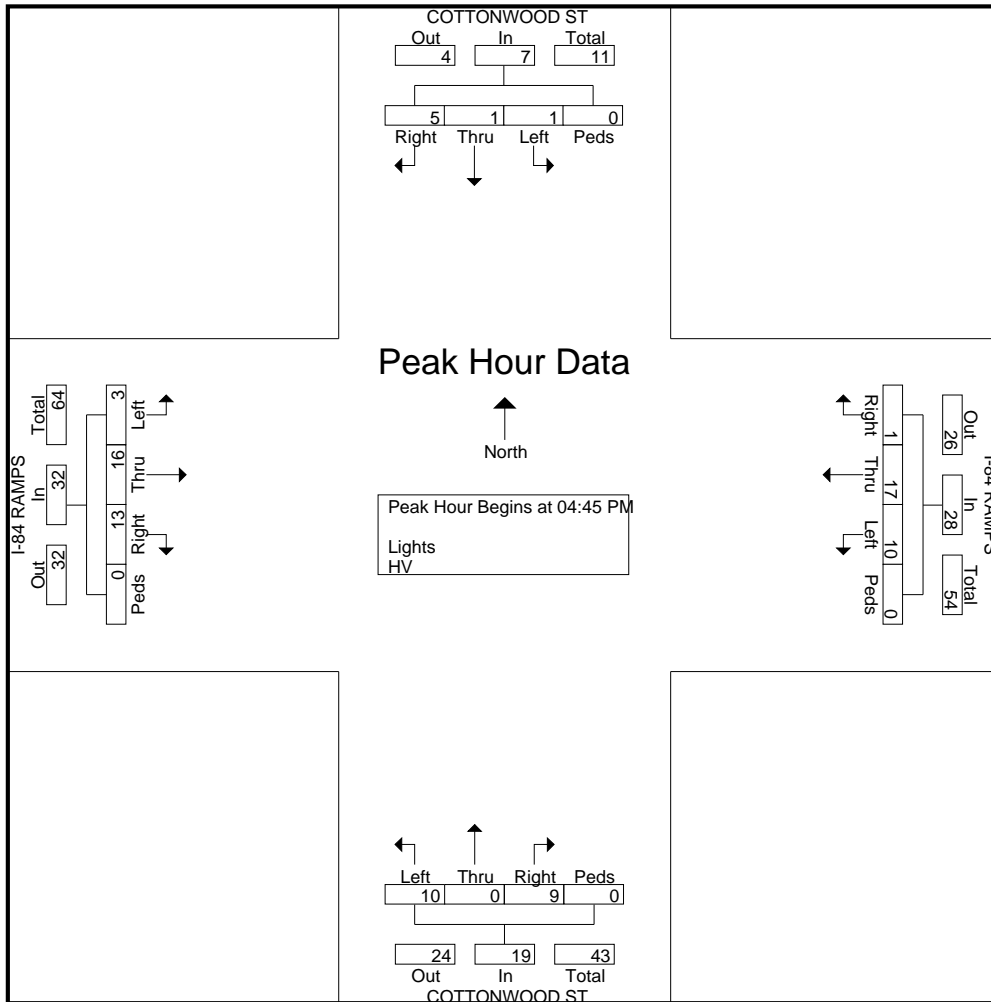 COTTONWOOD ST
Out In Total
4 7 11
5 1 1 0
Right Thru Left Peds
Peak Hour Data
North
Peak Hour Begins at 04:45 PM
Lights
HV
I-84 RAMPS
Total In Out
64 32 32
3 16 13 0
Left Thru Right Peds
I-84 RAMPS
Out In Total
26 28 54
1 17 10 0
Right Thru Left Peds
Left Thru Right Peds
10 0 9 0
24 19 43
Out In Total
COTTONWOOD ST